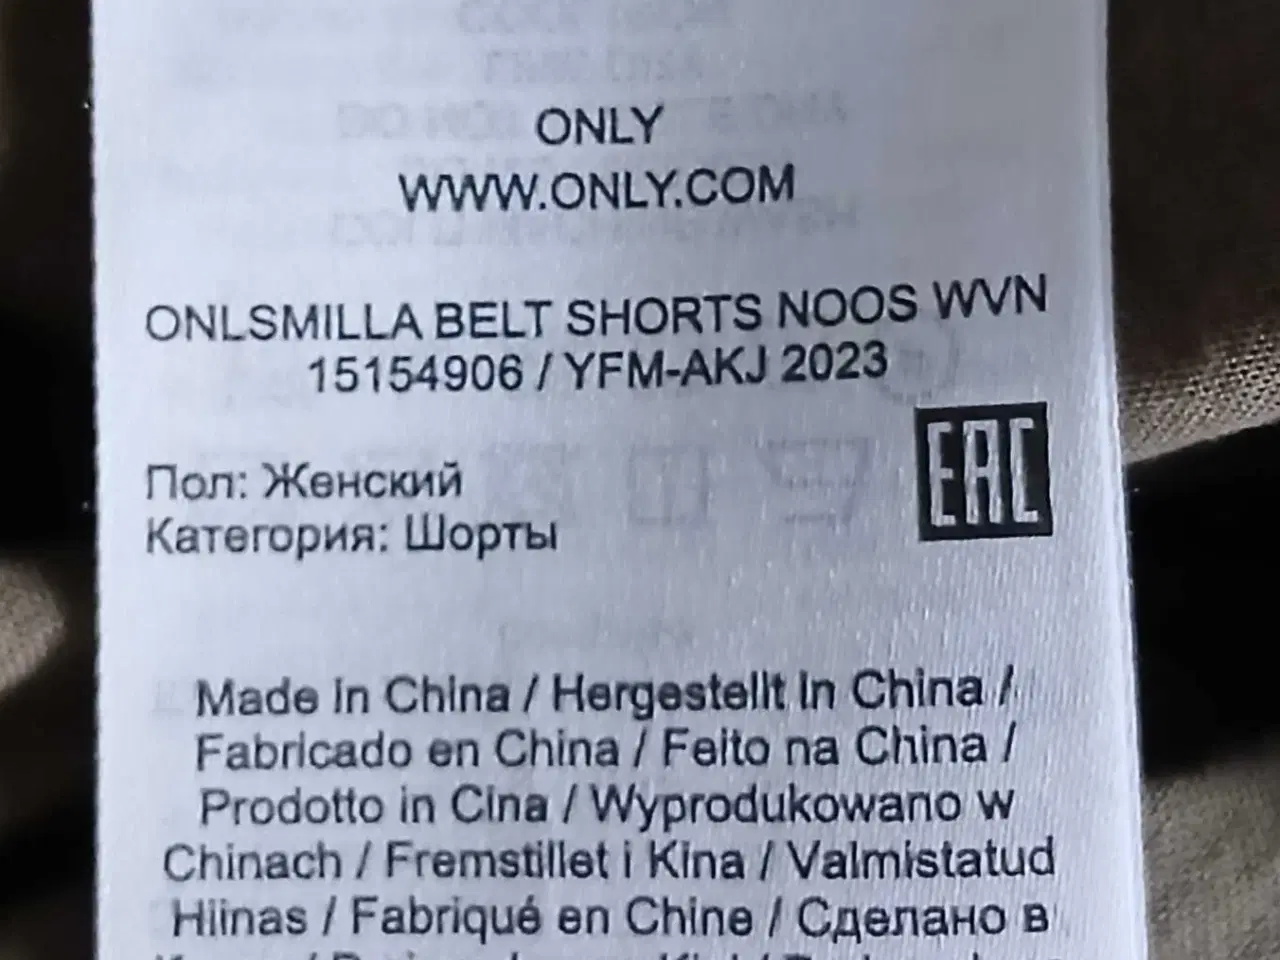 ONLY
WWW.ONLY.COM
ONLSMILLA BELT SHORTS NOOS WVN
15154906 / YFM-AKJ 2023
EAC
Пол: Женский
Категория: Шорты
Made in China / Hergestellt in China /
Fabricado en China / Feito na China /
Prodotto in Cina / Wyprodukowano w
Chinach / Fremstillet i Kina / Valmistatud
Hiinas / Fabriqué en Chine / Сделано в